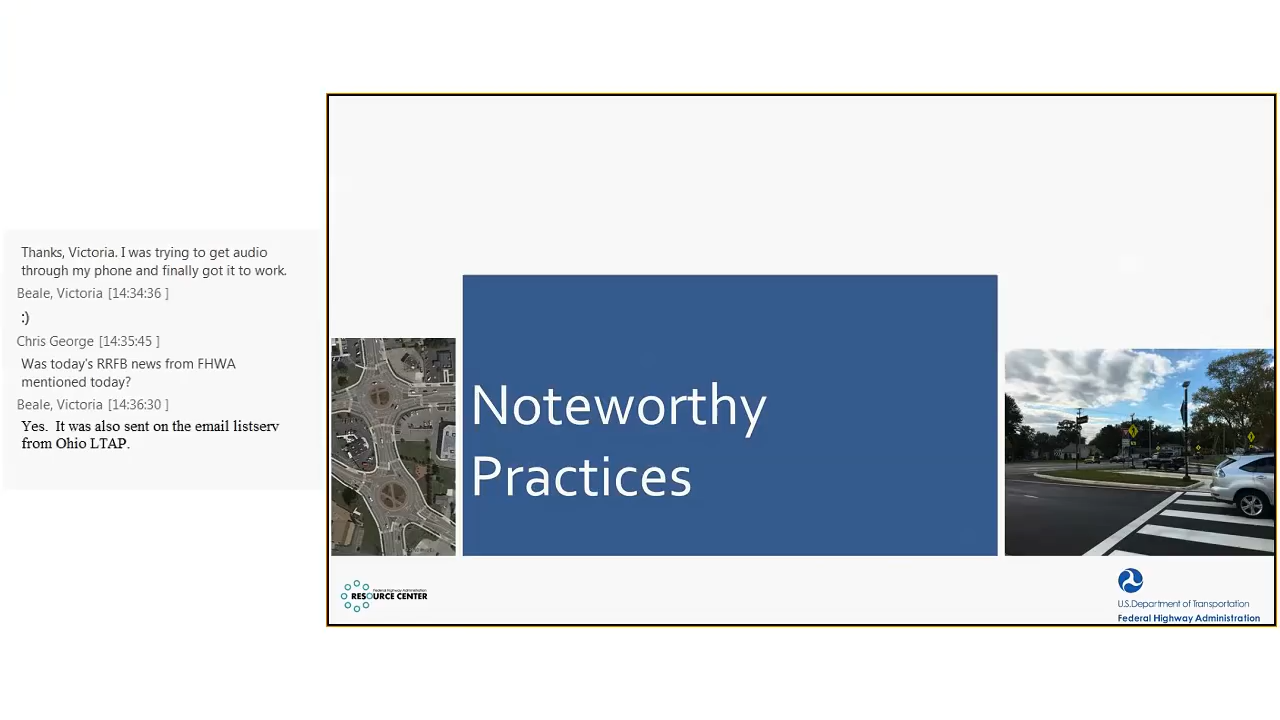 Thanks, Victoria. I was trying to get audio
through my phone and finally got it to work.
Beale, Victoria [14:34:36 ]
:)
Chris George [14:35:45 ]
Was today's RRFB news from FHWA
mentioned today?
Beale, Victoria [14:36:30 ]
Yes.  It was also sent on the email listserv
from Ohio LTAP.
Noteworthy
Practices
Federal Highway Administration
RESOURCE CENTER
U.S.Department of Transportation
Federal Highway Administration